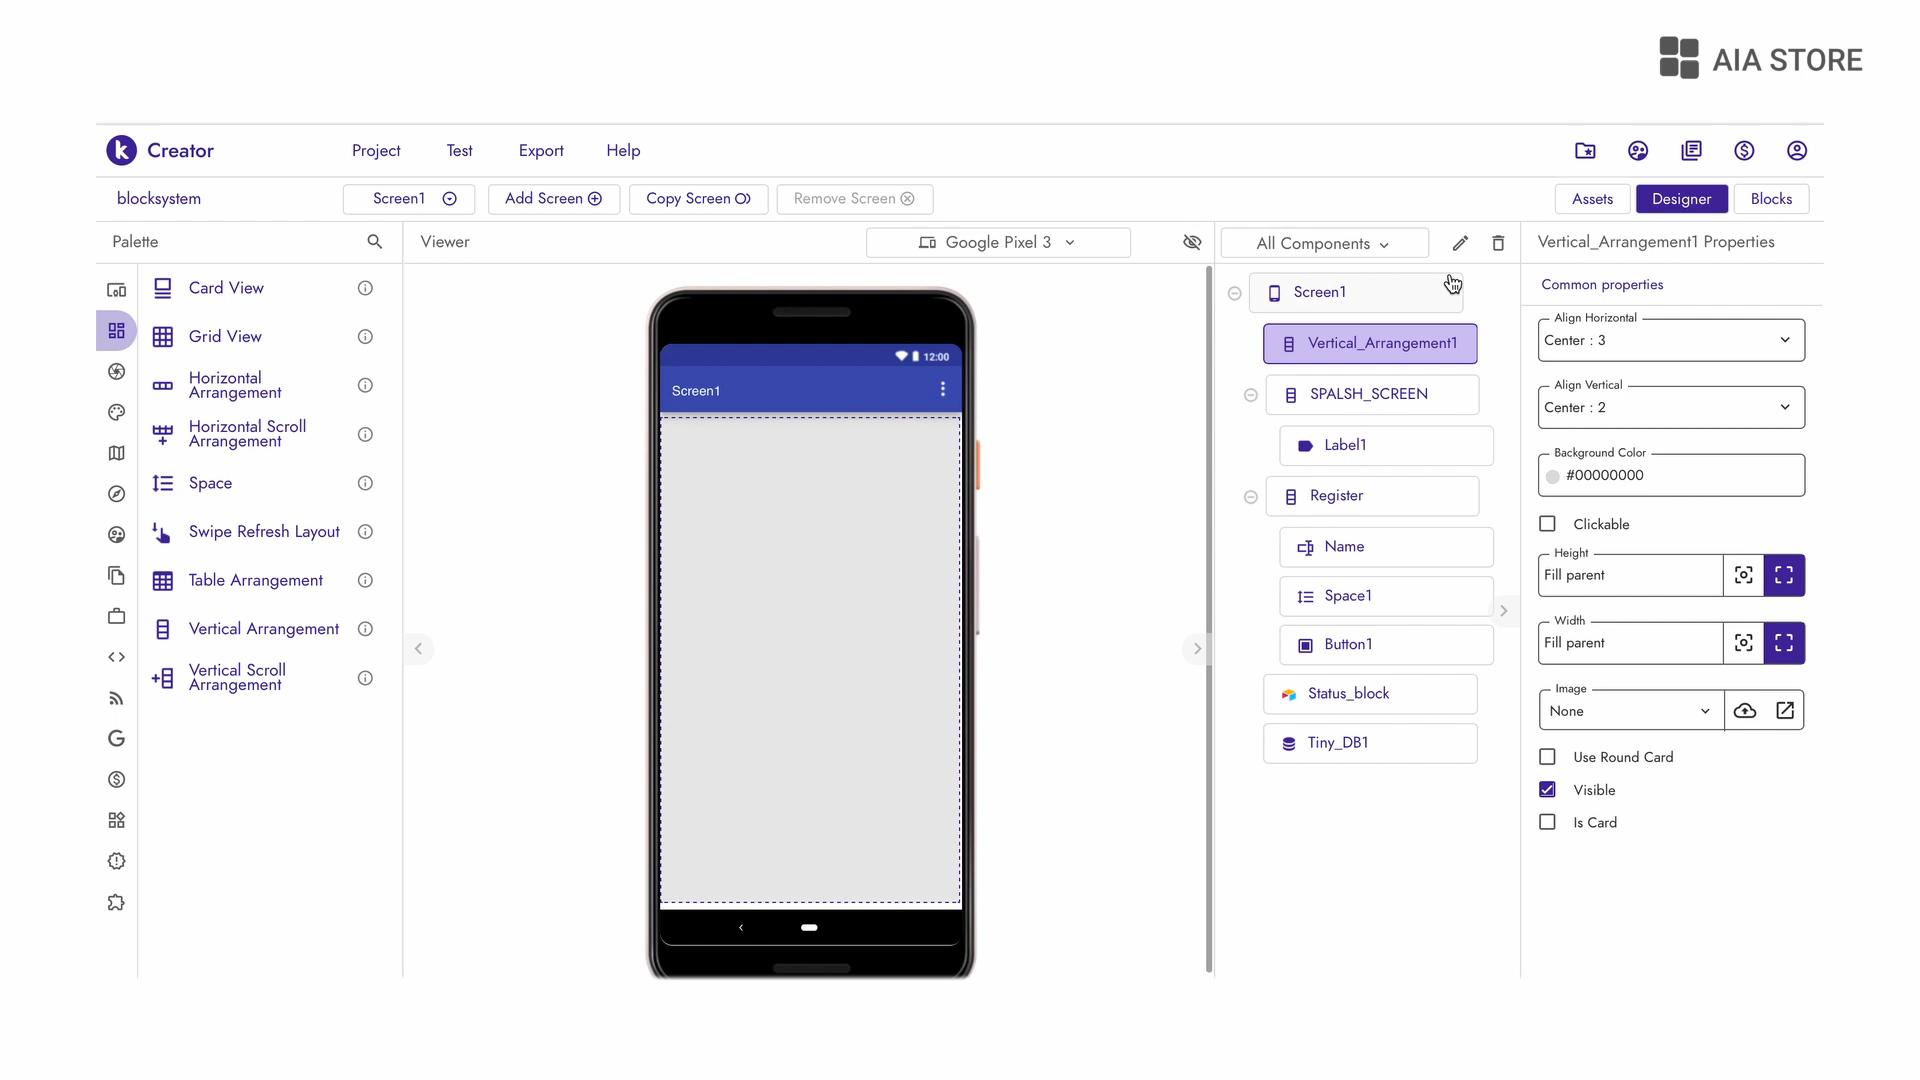 AIA STORE
Creator
Project
Test
Export
Help
blocksystem
Screen1
Add Screen
Copy Screen
Remove Screen
Assets
Designer
Blocks
Palette
Viewer
Google Pixel 3
All Components
Vertical_Arrangement1 Properties
Card View
Grid View
Horizontal
Arrangement
Horizontal Scroll
Arrangement
Space
Swipe Refresh Layout
Table Arrangement
Vertical Arrangement
Vertical Scroll
Arrangement
12:00
Screen1
Screen1
Vertical_Arrangement1
SPALSH_SCREEN
Label1
Register
Name
Space1
Button1
Status_block
Tiny_DB1
Common properties
Align Horizontal
Center : 3
Align Vertical
Center : 2
Background Color
#00000000
Clickable
Height
Fill parent
Width
Fill parent
Image
None
Use Round Card
Visible
Is Card